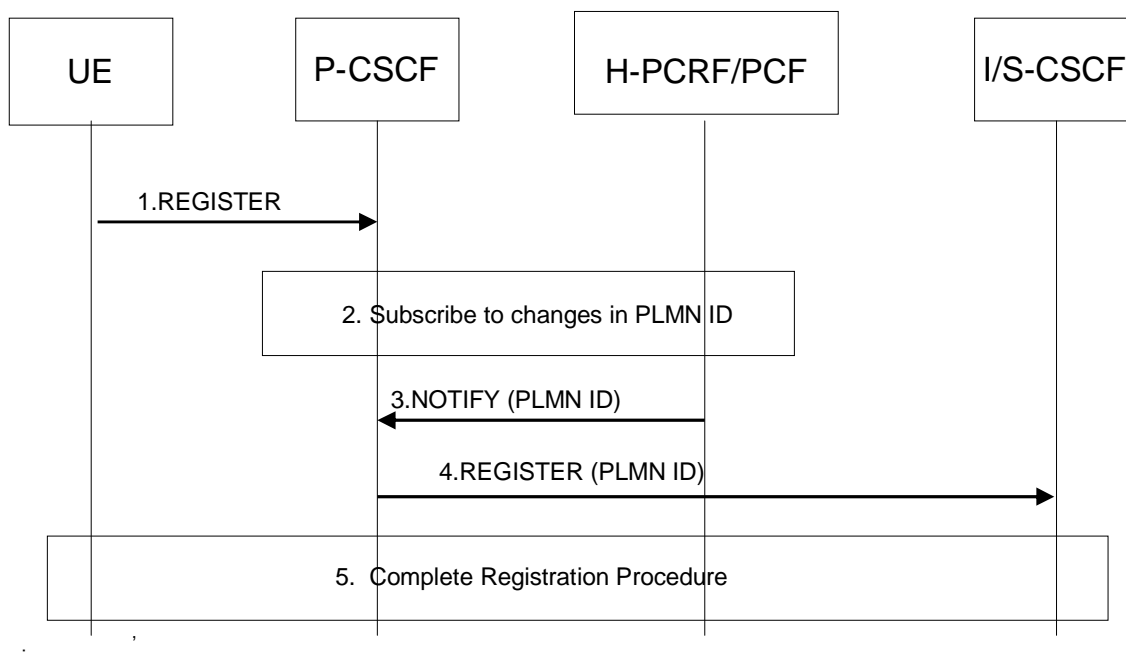 UE
P-CSCF
H-PCRF/PCF
I/S-CSCF
1.REGISTER
2. Subscribe to changes in PLMN ID
3.NOTIFY (PLMN ID)
4.REGISTER (PLMN ID)
5. Complete Registration Procedure
,
.